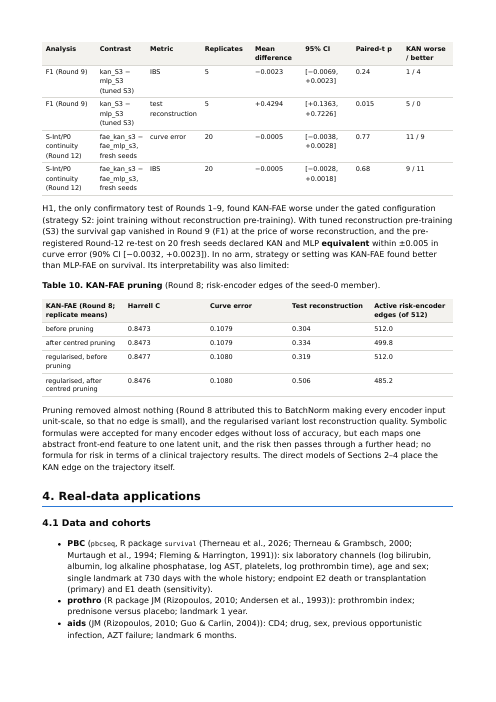 Analysis Contrast Metric Replicates Mean difference 95% CI Paired-t p KAN worse / better
F1 (Round 9) kan_S3 − mlp_S3 (tuned S3) IBS 5 −0.0023 [−0.0069, +0.0023] 0.24 1 / 4
F1 (Round 9) kan_S3 − mlp_S3 (tuned S3) test reconstruction 5 +0.4294 [+0.1363, +0.7226] 0.015 5 / 0
S-Int/P0 continuity (Round 12) fae_kan_s3 − fae_mlp_s3, fresh seeds curve error 20 −0.0005 [−0.0038, +0.0028] 0.77 11 / 9
S-Int/P0 continuity (Round 12) fae_kan_s3 − fae_mlp_s3, fresh seeds IBS 20 −0.0005 [−0.0028, +0.0018] 0.68 9 / 11
H1, the only confirmatory test of Rounds 1–9, found KAN-FAE worse under the gated configuration
(strategy S2: joint training without reconstruction pre-training). With tuned reconstruction pre-training
(S3) the survival gap vanished in Round 9 (F1) at the price of worse reconstruction, and the pre-
registered Round-12 re-test on 20 fresh seeds declared KAN and MLP equivalent within ±0.005 in
curve error (90% CI [−0.0032, +0.0023]). In no arm, strategy or setting was KAN-FAE found better
than MLP-FAE on survival. Its interpretability was also limited:
Table 10. KAN-FAE pruning (Round 8; risk-encoder edges of the seed-0 member).
KAN-FAE (Round 8; replicate means) Harrell C Curve error Test reconstruction Active risk-encoder edges (of 512)
before pruning 0.8473 0.1079 0.304 512.0
after centred pruning 0.8473 0.1079 0.334 499.8
regularised, before pruning 0.8477 0.1080 0.319 512.0
regularised, after centred pruning 0.8476 0.1080 0.506 485.2
Pruning removed almost nothing (Round 8 attributed this to BatchNorm making every encoder input
unit-scale, so that no edge is small), and the regularised variant lost reconstruction quality. Symbolic
formulas were accepted for many encoder edges without loss of accuracy, but each maps one
abstract front-end feature to one latent unit, and the risk then passes through a further head; no
formula for risk in terms of a clinical trajectory results. The direct models of Sections 2–4 place the
KAN edge on the trajectory itself.
4. Real-data applications
4.1 Data and cohorts
• PBC (pbcseq, R package survival (Therneau et al., 2026; Therneau & Grambsch, 2000;
Murtaugh et al., 1994; Fleming & Harrington, 1991)): six laboratory channels (log bilirubin,
albumin, log alkaline phosphatase, log AST, platelets, log prothrombin time), age and sex;
single landmark at 730 days with the whole history; endpoint E2 death or transplantation
(primary) and E1 death (sensitivity).
• prothro (R package JM (Rizopoulos, 2010; Andersen et al., 1993)): prothrombin index;
prednisone versus placebo; landmark 1 year.
• aids (JM (Rizopoulos, 2010; Guo & Carlin, 2004)): CD4; drug, sex, previous opportunistic
infection, AZT failure; landmark 6 months.